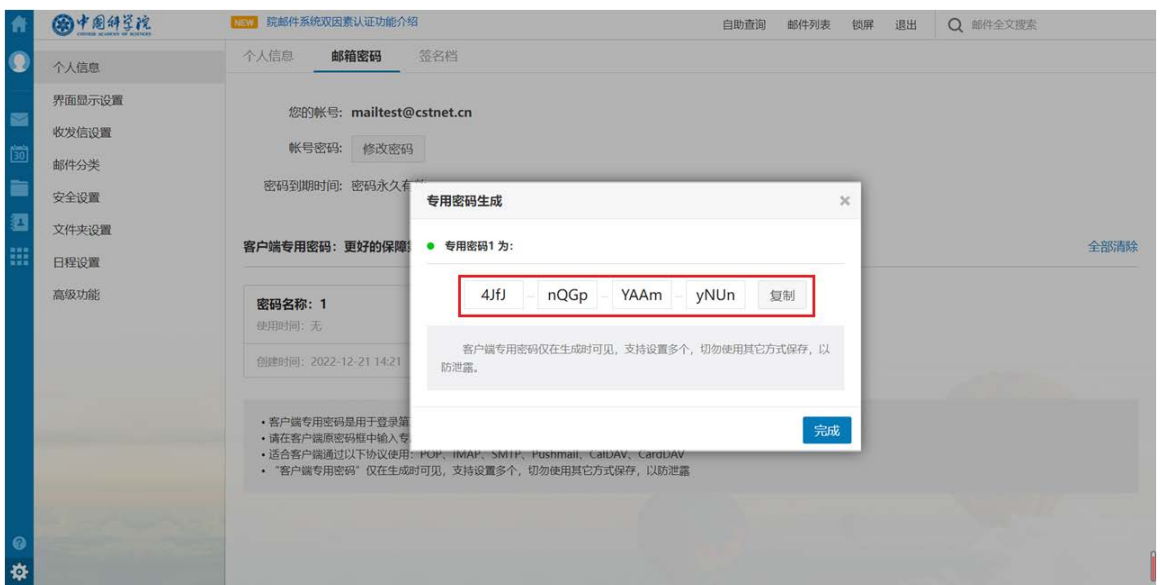 中国科学院
CHINESE ACADEMY OF SCIENCES
NEW 院邮件系统双因素认证功能介绍
自助查询 邮件列表 锁屏 退出 邮件全文搜索
个人信息
界面显示设置
收发信设置
邮件分类
安全设置
文件夹设置
日程设置
高级功能
30
个人信息 邮箱密码 签名档
您的帐号: mailtest@cstnet.cn
帐号密码: 修改密码
密码到期时间: 密码永久有
客户端专用密码：更好的保障
全部清除
密码名称：1
使用时间：无
创建时间：2022-12-21 14:21
专用密码生成
专用密码1 为:
4JfJ – nQGp – YAAm – yNUn 复制
客户端专用密码仅在生成时可见，支持设置多个，切勿使用其它方式保存，以
防泄露。
完成
• 客户端专用密码是用于登录第
• 请在客户端原密码框中输入专
• 适合客户端通过以下协议使用：POP、IMAP、SMTP、Pushmail、CalDAV、CardDAV
• “客户端专用密码”仅在生成时可见，支持设置多个，切勿使用其它方式保存，以防泄露